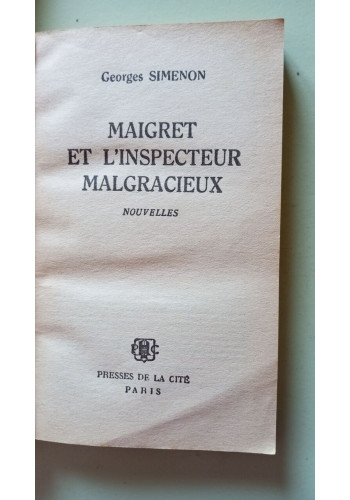 Georges SIMENON
MAIGRET
ET L'INSPECTEUR
MALGRACIEUX
NOUVELLES
PRESSES DE LA CITÉ
PARIS